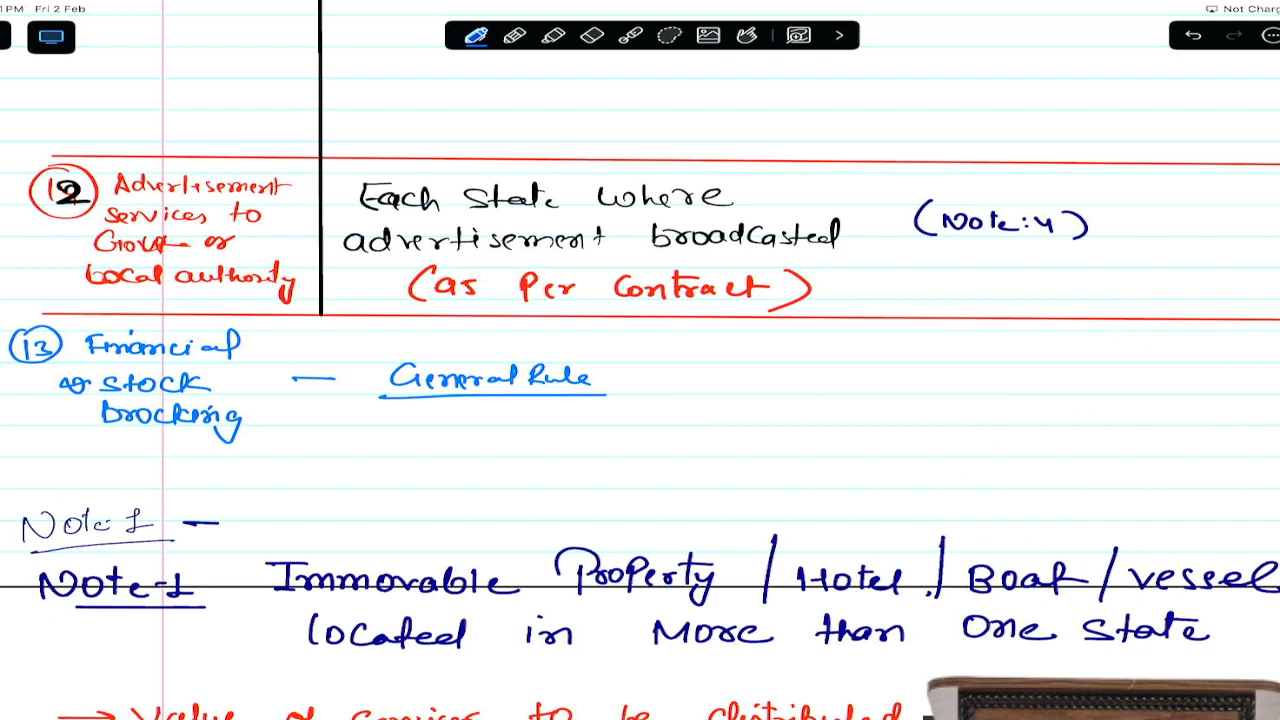 1PM Fri 2 Feb
Not Charg
12 Advertisement
services to
Govt or
Local authority
Each State where
advertisement broadcasted
(as Per Contract)
(Note:4)
13 Financial
or stock
brocking
— General Rule
Note-1 —
Note-1 Immovable Property / Hotel / Boat / vessel
located in More than One State
→ Value of services to be distributed